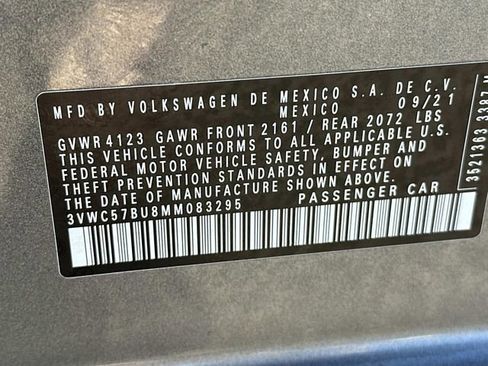 MFD BY VOLKSWAGEN DE MEXICO S.A. DE C.V.
MEXICO 09/21
GVWR 4123 GAWR FRONT 2161 / REAR 2072 LBS
THIS VEHICLE CONFORMS TO ALL APPLICABLE U.S.
FEDERAL MOTOR VEHICLE SAFETY, BUMPER AND
THEFT PREVENTION STANDARDS IN EFFECT ON
THE DATE OF MANUFACTURE SHOWN ABOVE.
3VWC57BU8MM083295 PASSENGER CAR
3521363 3387